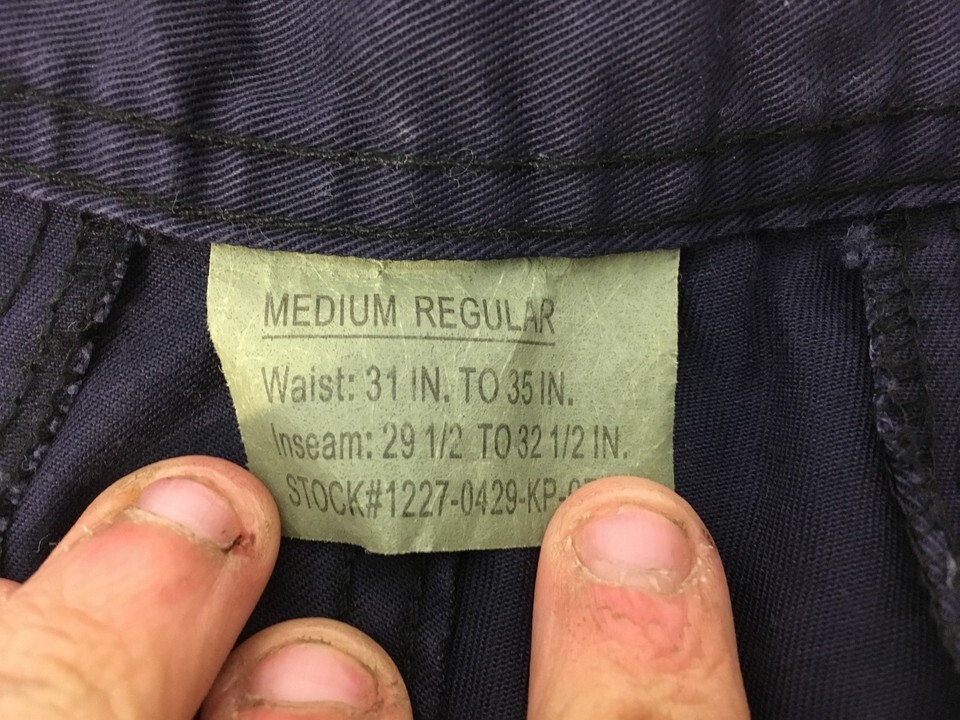 MEDIUM REGULAR
Waist: 31 IN. TO 35 IN.
Inseam: 29 1/2 TO 32 1/2 IN.
STOCK#1227-0429-KP-